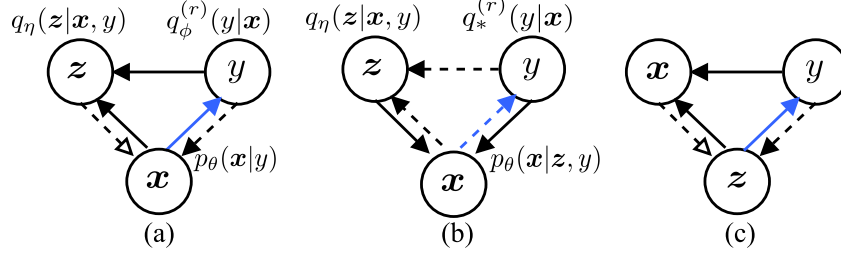 q_η(z|x, y) q_ϕ^(r)(y|x) q_η(z|x, y) q_*^(r)(y|x)
z y z y x y
p_θ(x|y) p_θ(x|z, y)
x x z
(a) (b) (c)